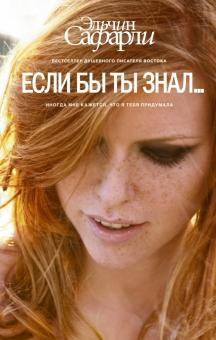 Эльчин
Сафарли
БЕСТСЕЛЛЕР ДУШЕВНОГО ПИСАТЕЛЯ ВОСТОКА
ЕСЛИ БЫ ТЫ ЗНАЛ...
ИНОГДА МНЕ КАЖЕТСЯ, ЧТО Я ТЕБЯ ПРИДУМАЛА